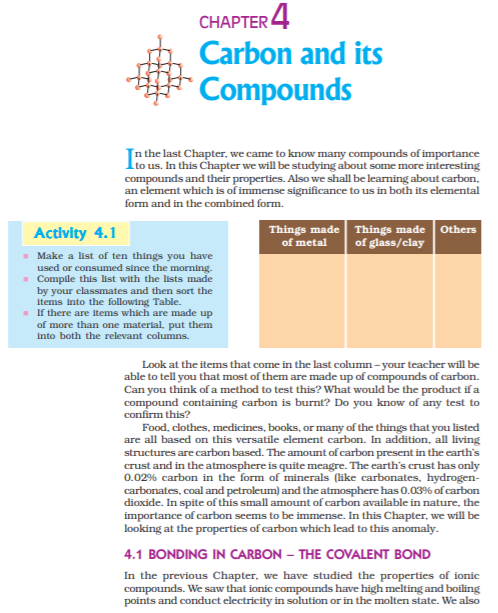 CHAPTER 4
Carbon and its
Compounds
In the last Chapter, we came to know many compounds of importance
to us. In this Chapter we will be studying about some more interesting
compounds and their properties. Also we shall be learning about carbon,
an element which is of immense significance to us in both its elemental
form and in the combined form.
Activity 4.1
Make a list of ten things you have
used or consumed since the morning.
Compile this list with the lists made
by your classmates and then sort the
items into the following Table.
If there are items which are made up
of more than one material, put them
into both the relevant columns.
Things made Things made Others
of metal of glass/clay
Look at the items that come in the last column – your teacher will be
able to tell you that most of them are made up of compounds of carbon.
Can you think of a method to test this? What would be the product if a
compound containing carbon is burnt? Do you know of any test to
confirm this?
Food, clothes, medicines, books, or many of the things that you listed
are all based on this versatile element carbon. In addition, all living
structures are carbon based. The amount of carbon present in the earth's
crust and in the atmosphere is quite meagre. The earth's crust has only
0.02% carbon in the form of minerals (like carbonates, hydrogen-
carbonates, coal and petroleum) and the atmosphere has 0.03% of carbon
dioxide. In spite of this small amount of carbon available in nature, the
importance of carbon seems to be immense. In this Chapter, we will be
looking at the properties of carbon which lead to this anomaly.
4.1 BONDING IN CARBON – THE COVALENT BOND
In the previous Chapter, we have studied the properties of ionic
compounds. We saw that ionic compounds have high melting and boiling
points and conduct electricity in solution or in the molten state. We also